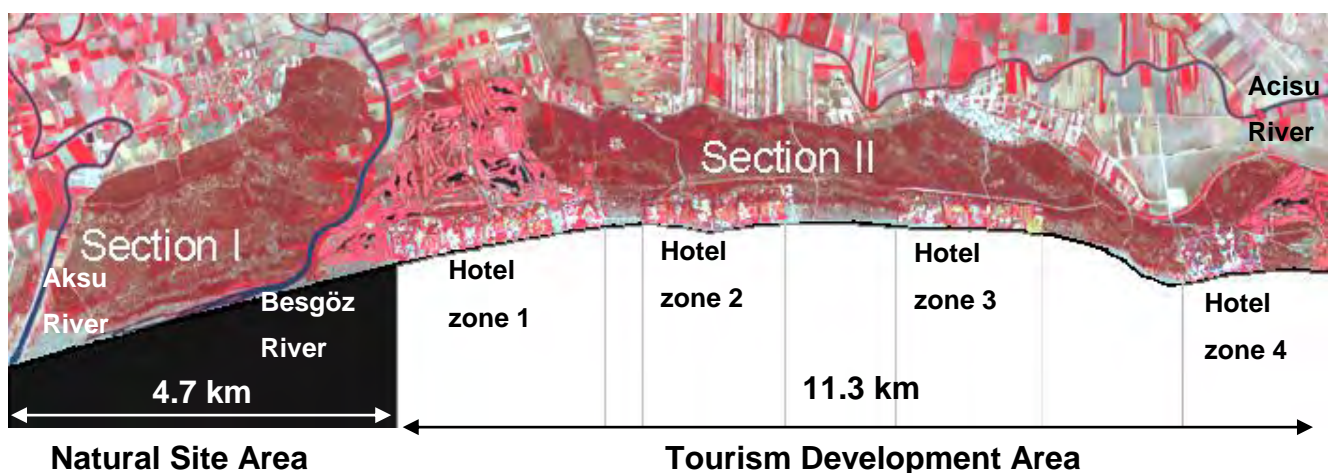 Acisu
River
Section II
Section I
Aksu
River
Besgöz
River
Hotel
zone 1
Hotel
zone 2
Hotel
zone 3
Hotel
zone 4
4.7 km
11.3 km
Natural Site Area
Tourism Development Area